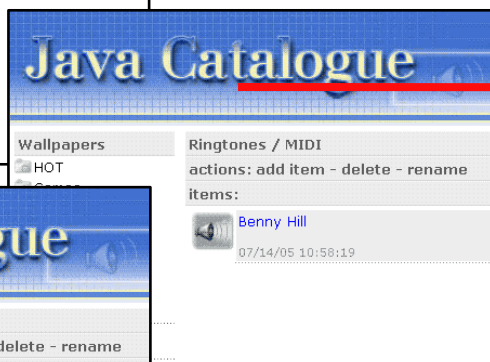 Java Catalogue
Wallpapers
HOT
Games
Ringtones / MIDI
actions: add item - delete - rename
items:
Benny Hill
07/14/05 10:58:19
gue
delete - rename